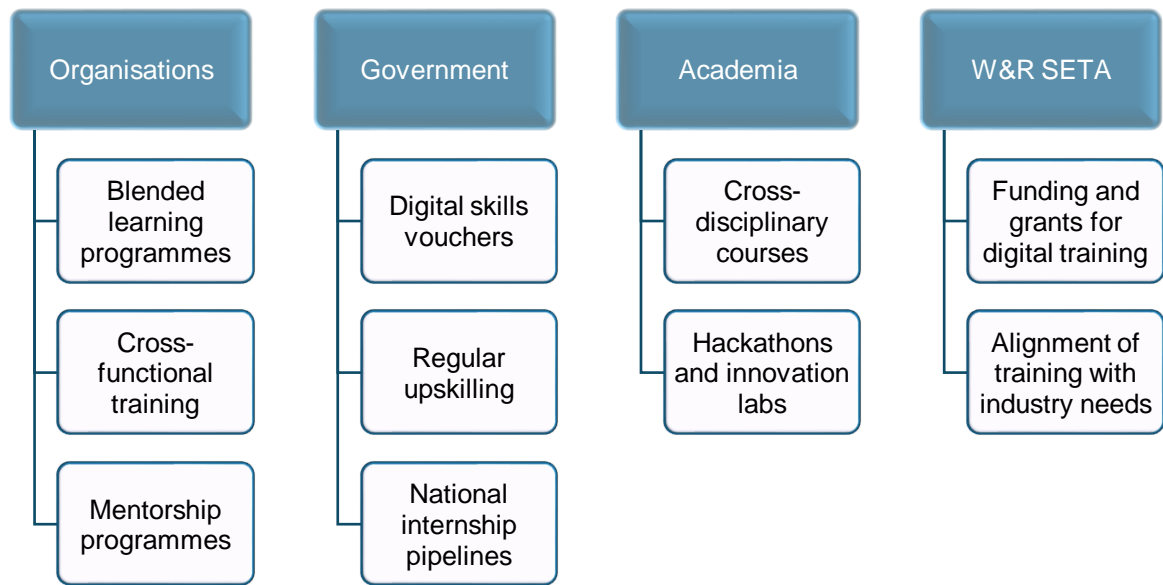 Organisations
Blended
learning
programmes
Cross-
functional
training
Mentorship
programmes
Government
Digital skills
vouchers
Regular
upskilling
National
internship
pipelines
Academia
Cross-
disciplinary
courses
Hackathons
and innovation
labs
W&R SETA
Funding and
grants for
digital training
Alignment of
training with
industry needs